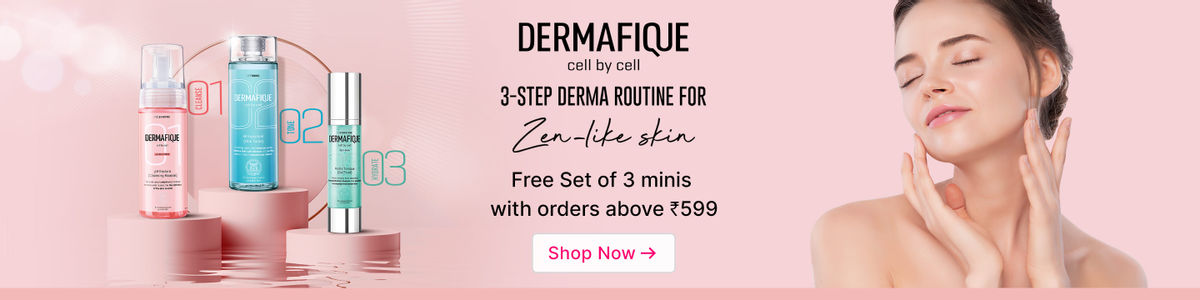 DERMAFIQUE
cell by cell
3-STEP DERMA ROUTINE FOR
Zen-like skin
Free Set of 3 minis
with orders above ₹599
Shop Now →
01
CLEANSE
DERMAFIQUE
02
TONE
DERMAFIQUE
03
HYDRATE
DERMAFIQUE